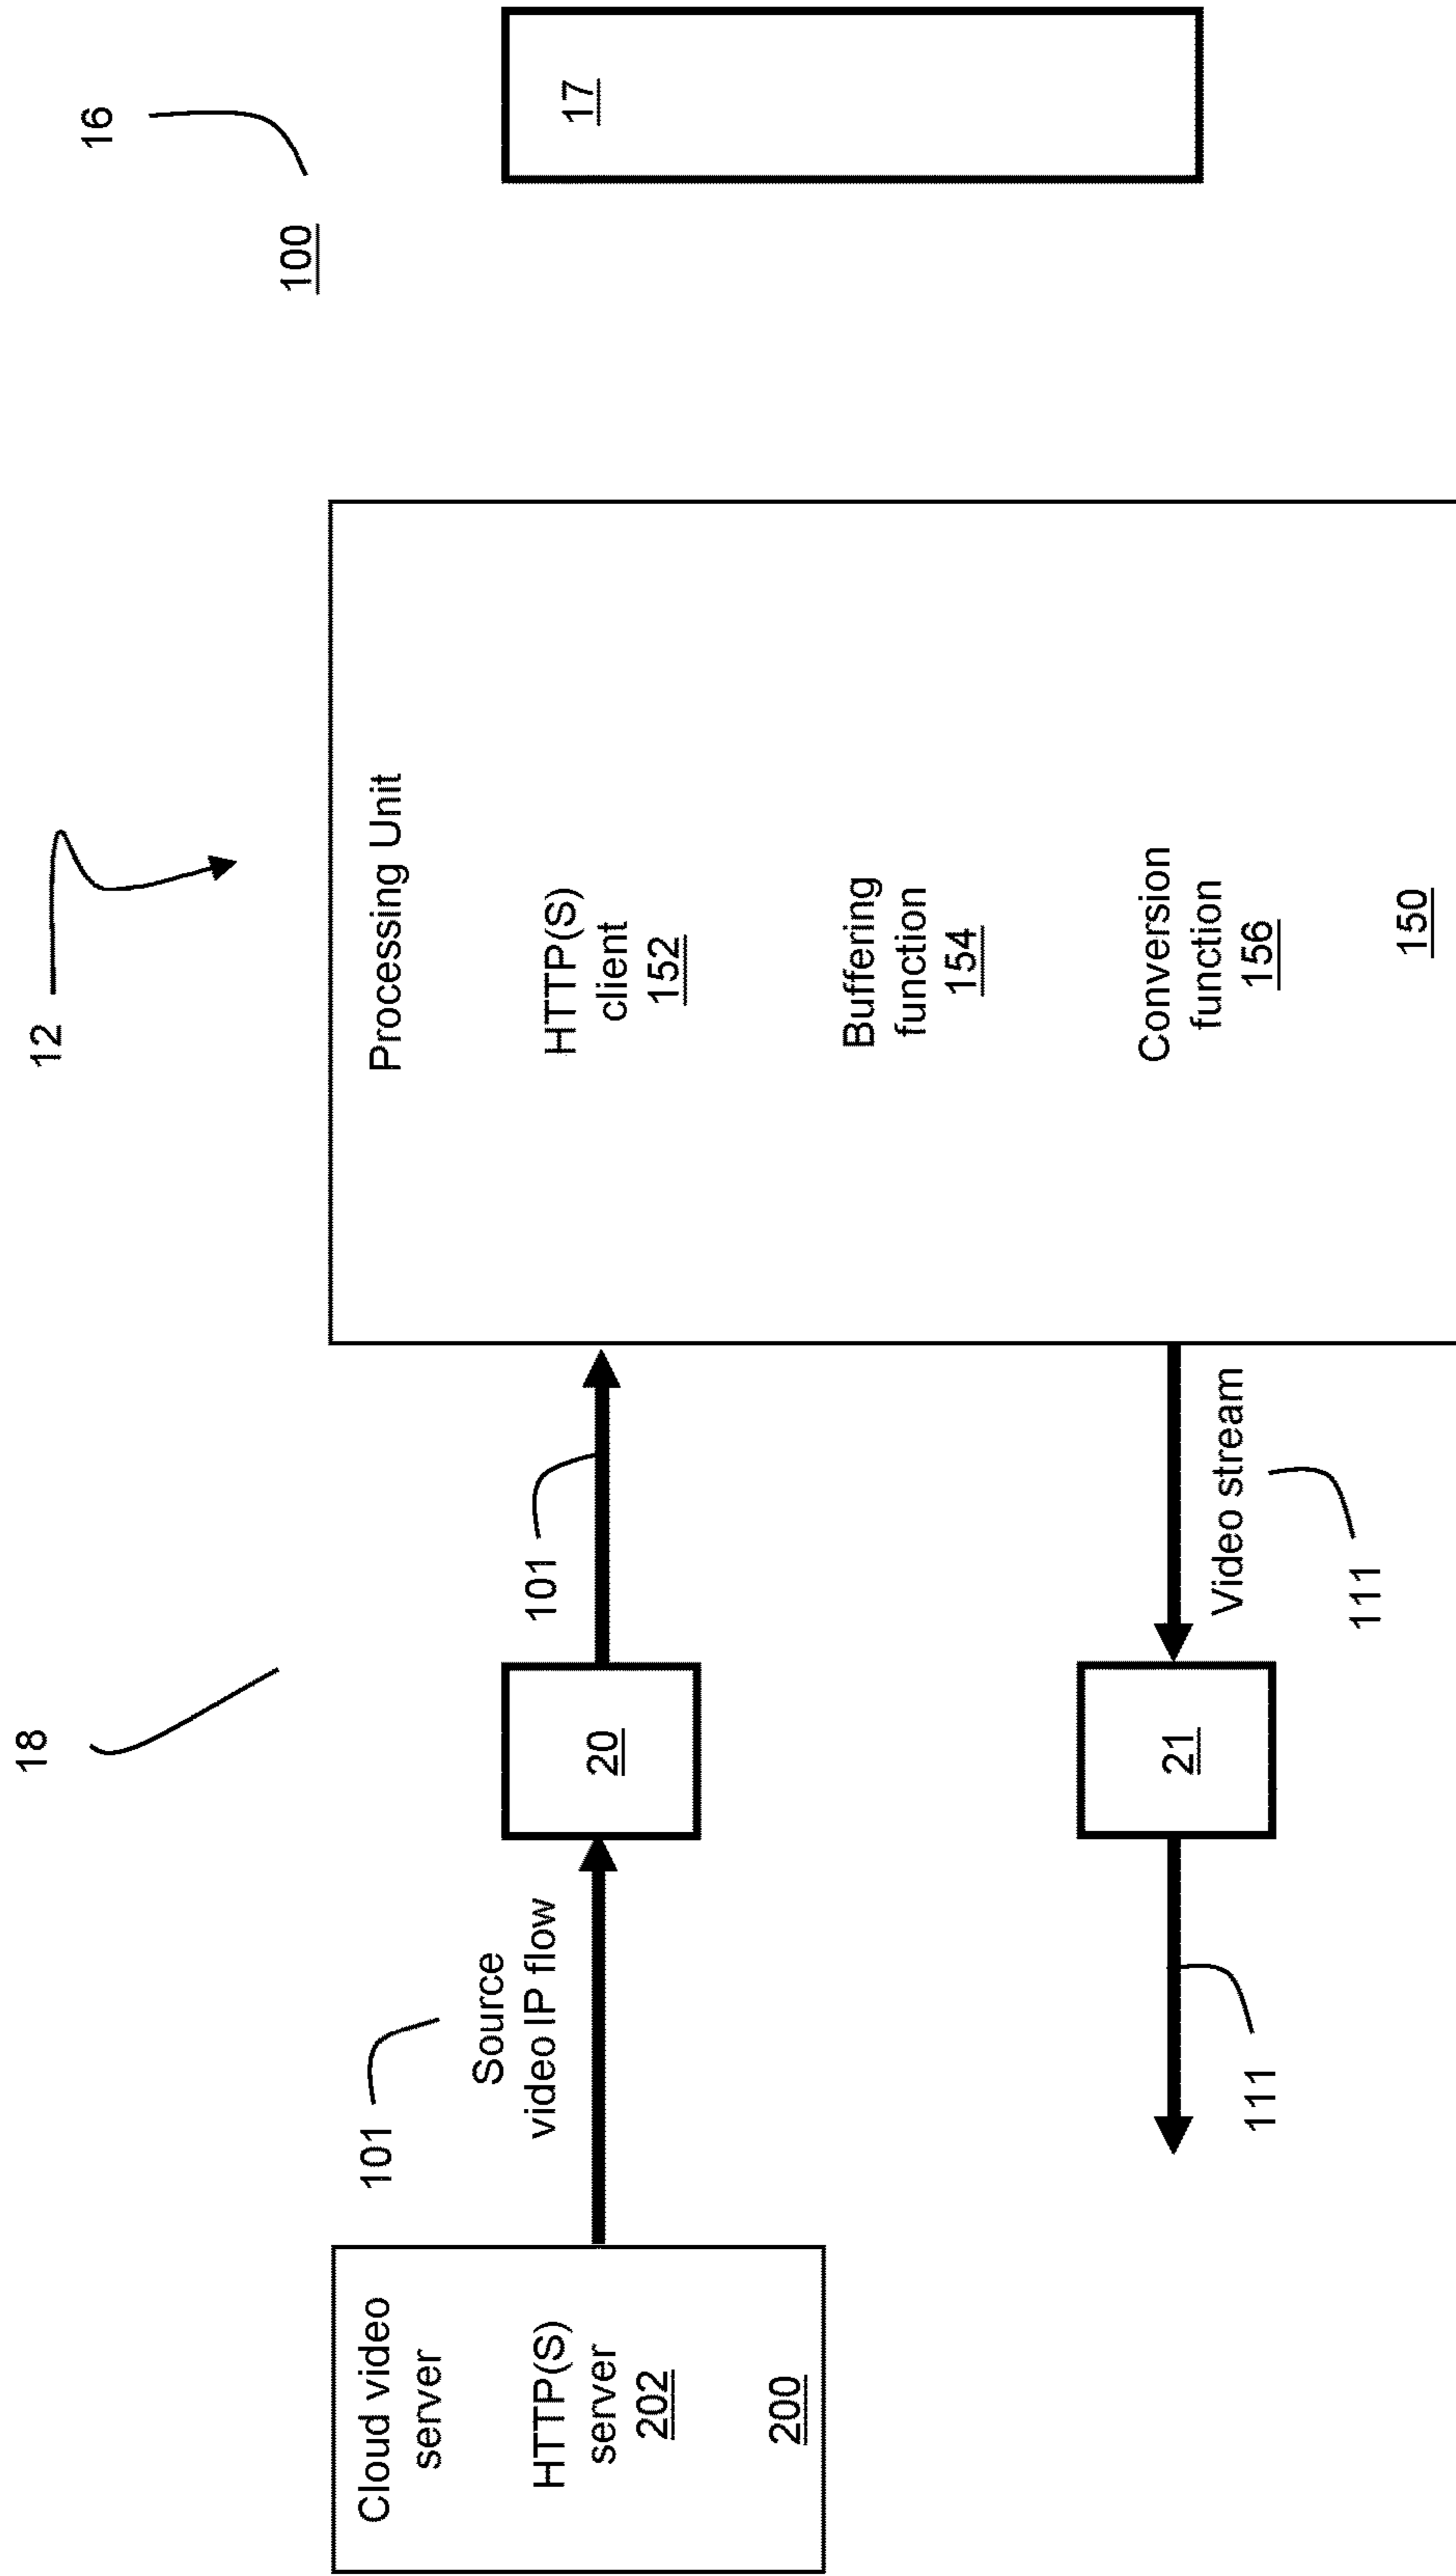 12
16
18
100
Processing Unit
Cloud video
server
101
Source
video IP flow
101
HTTP(S)
client
152
17
HTTP(S)
server
202
20
200
Buffering
function
154
Conversion
function
156
21
Video stream
111
111
150